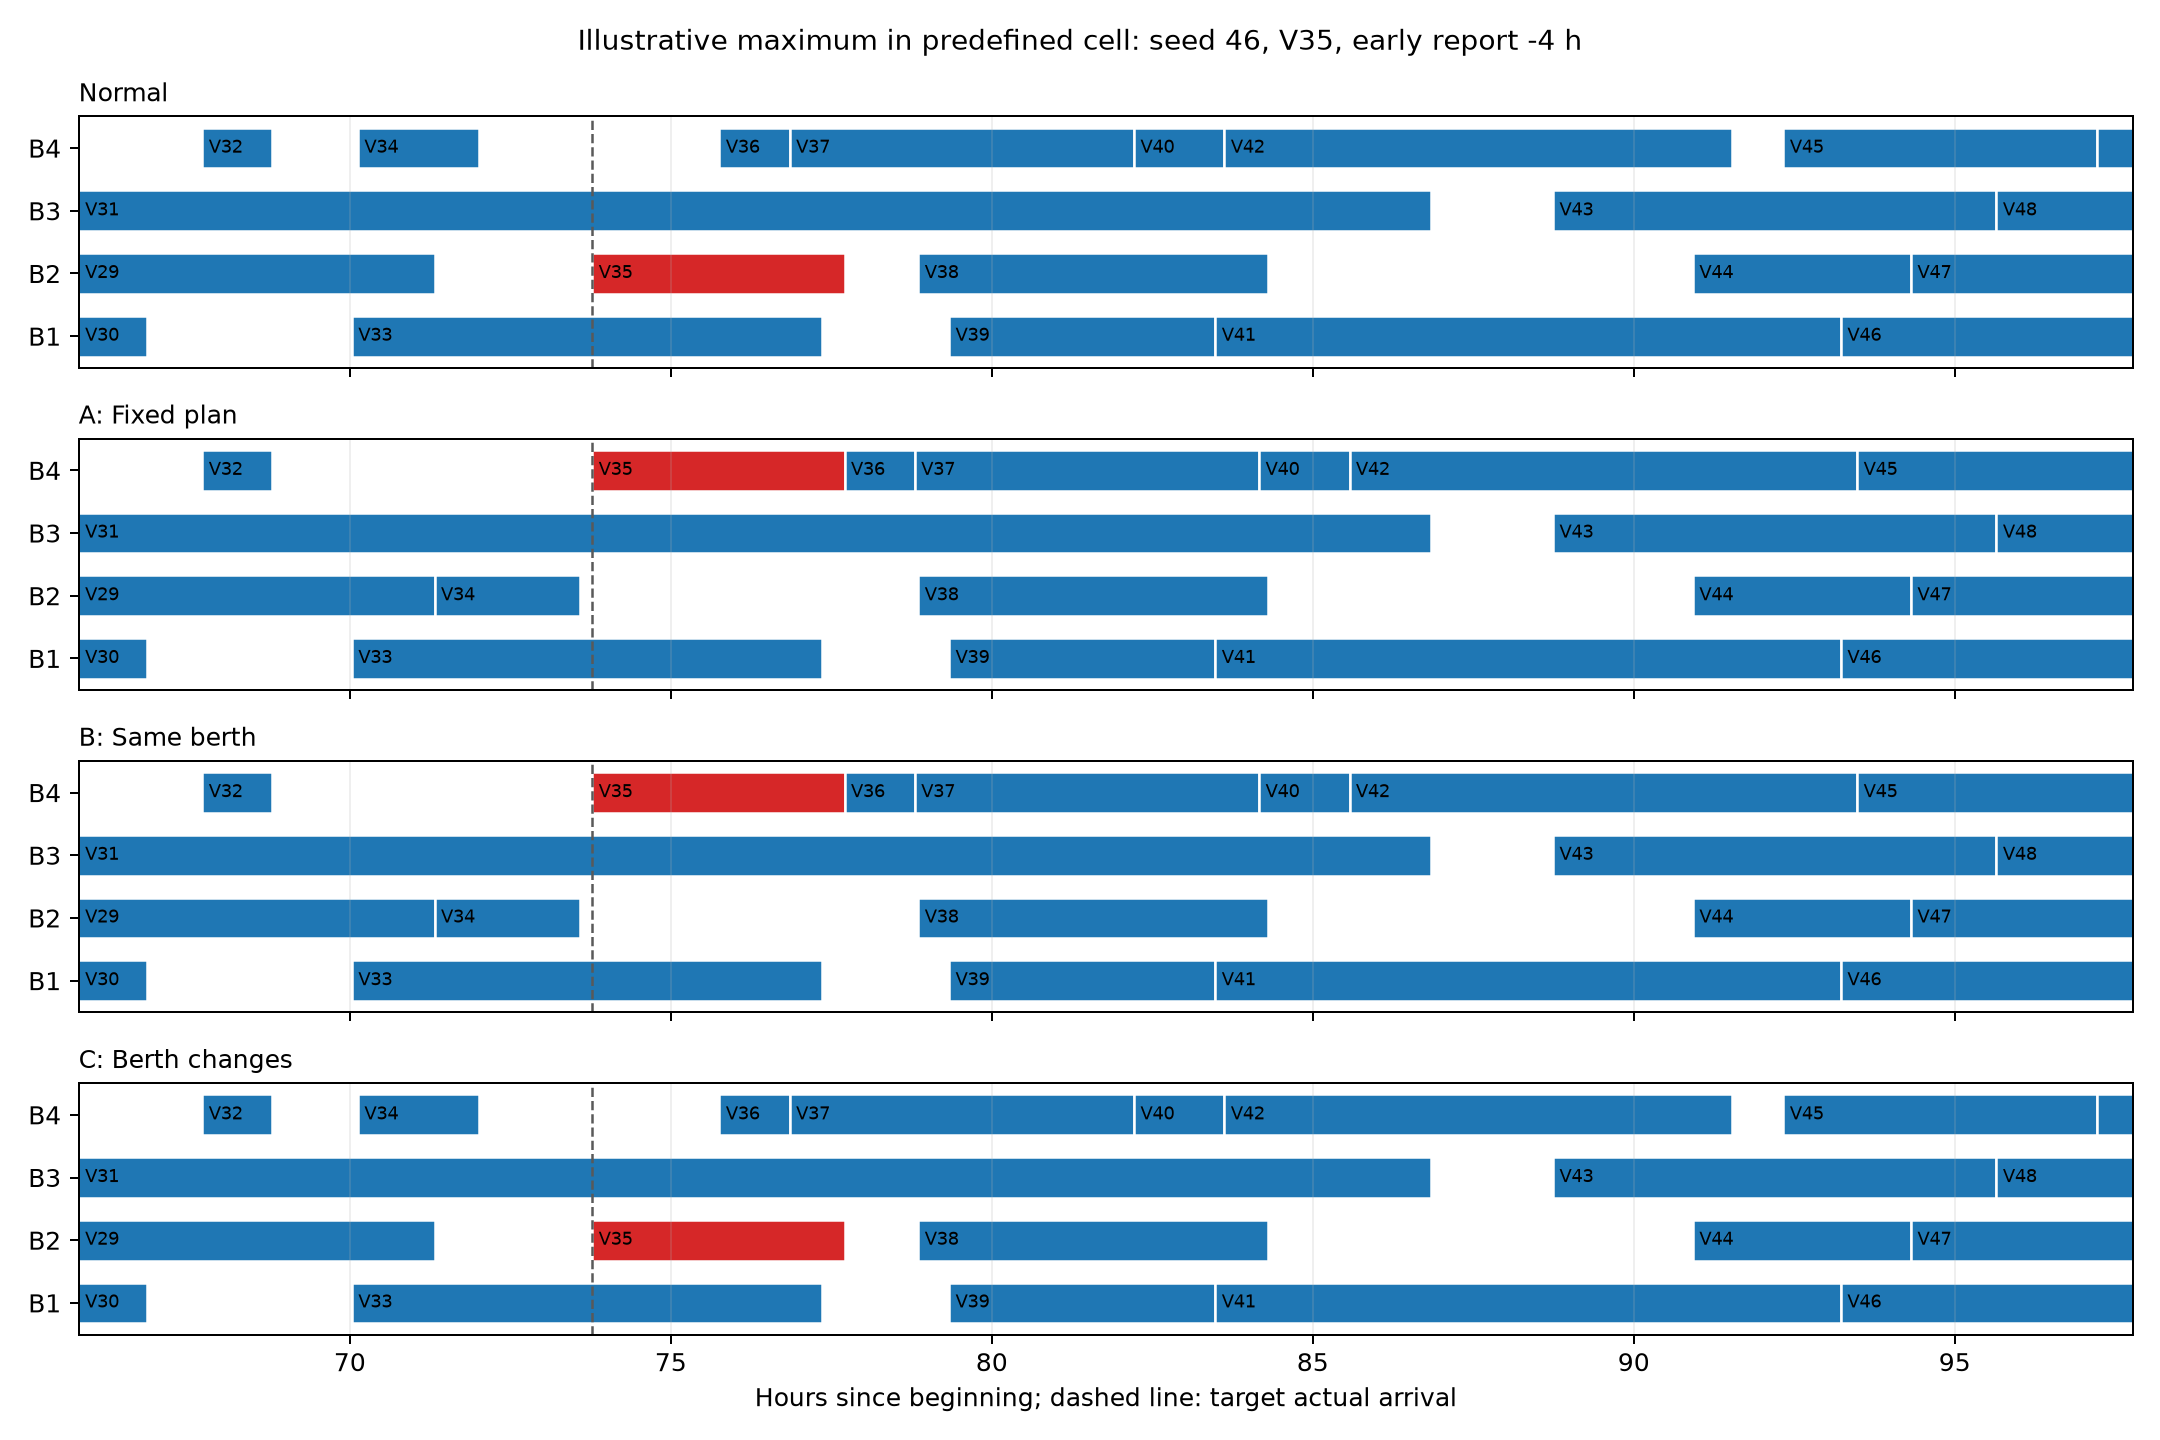 Illustrative maximum in predefined cell: seed 46, V35, early report -4 h
Normal
B4 V32 V34 V36 V37 V40 V42 V45
B3 V31 V43 V48
B2 V29 V35 V38 V44 V47
B1 V30 V33 V39 V41 V46
A: Fixed plan
B4 V32 V35 V36 V37 V40 V42 V45
B3 V31 V43 V48
B2 V29 V34 V38 V44 V47
B1 V30 V33 V39 V41 V46
B: Same berth
B4 V32 V35 V36 V37 V40 V42 V45
B3 V31 V43 V48
B2 V29 V34 V38 V44 V47
B1 V30 V33 V39 V41 V46
C: Berth changes
B4 V32 V34 V36 V37 V40 V42 V45
B3 V31 V43 V48
B2 V29 V35 V38 V44 V47
B1 V30 V33 V39 V41 V46
70 75 80 85 90 95
Hours since beginning; dashed line: target actual arrival